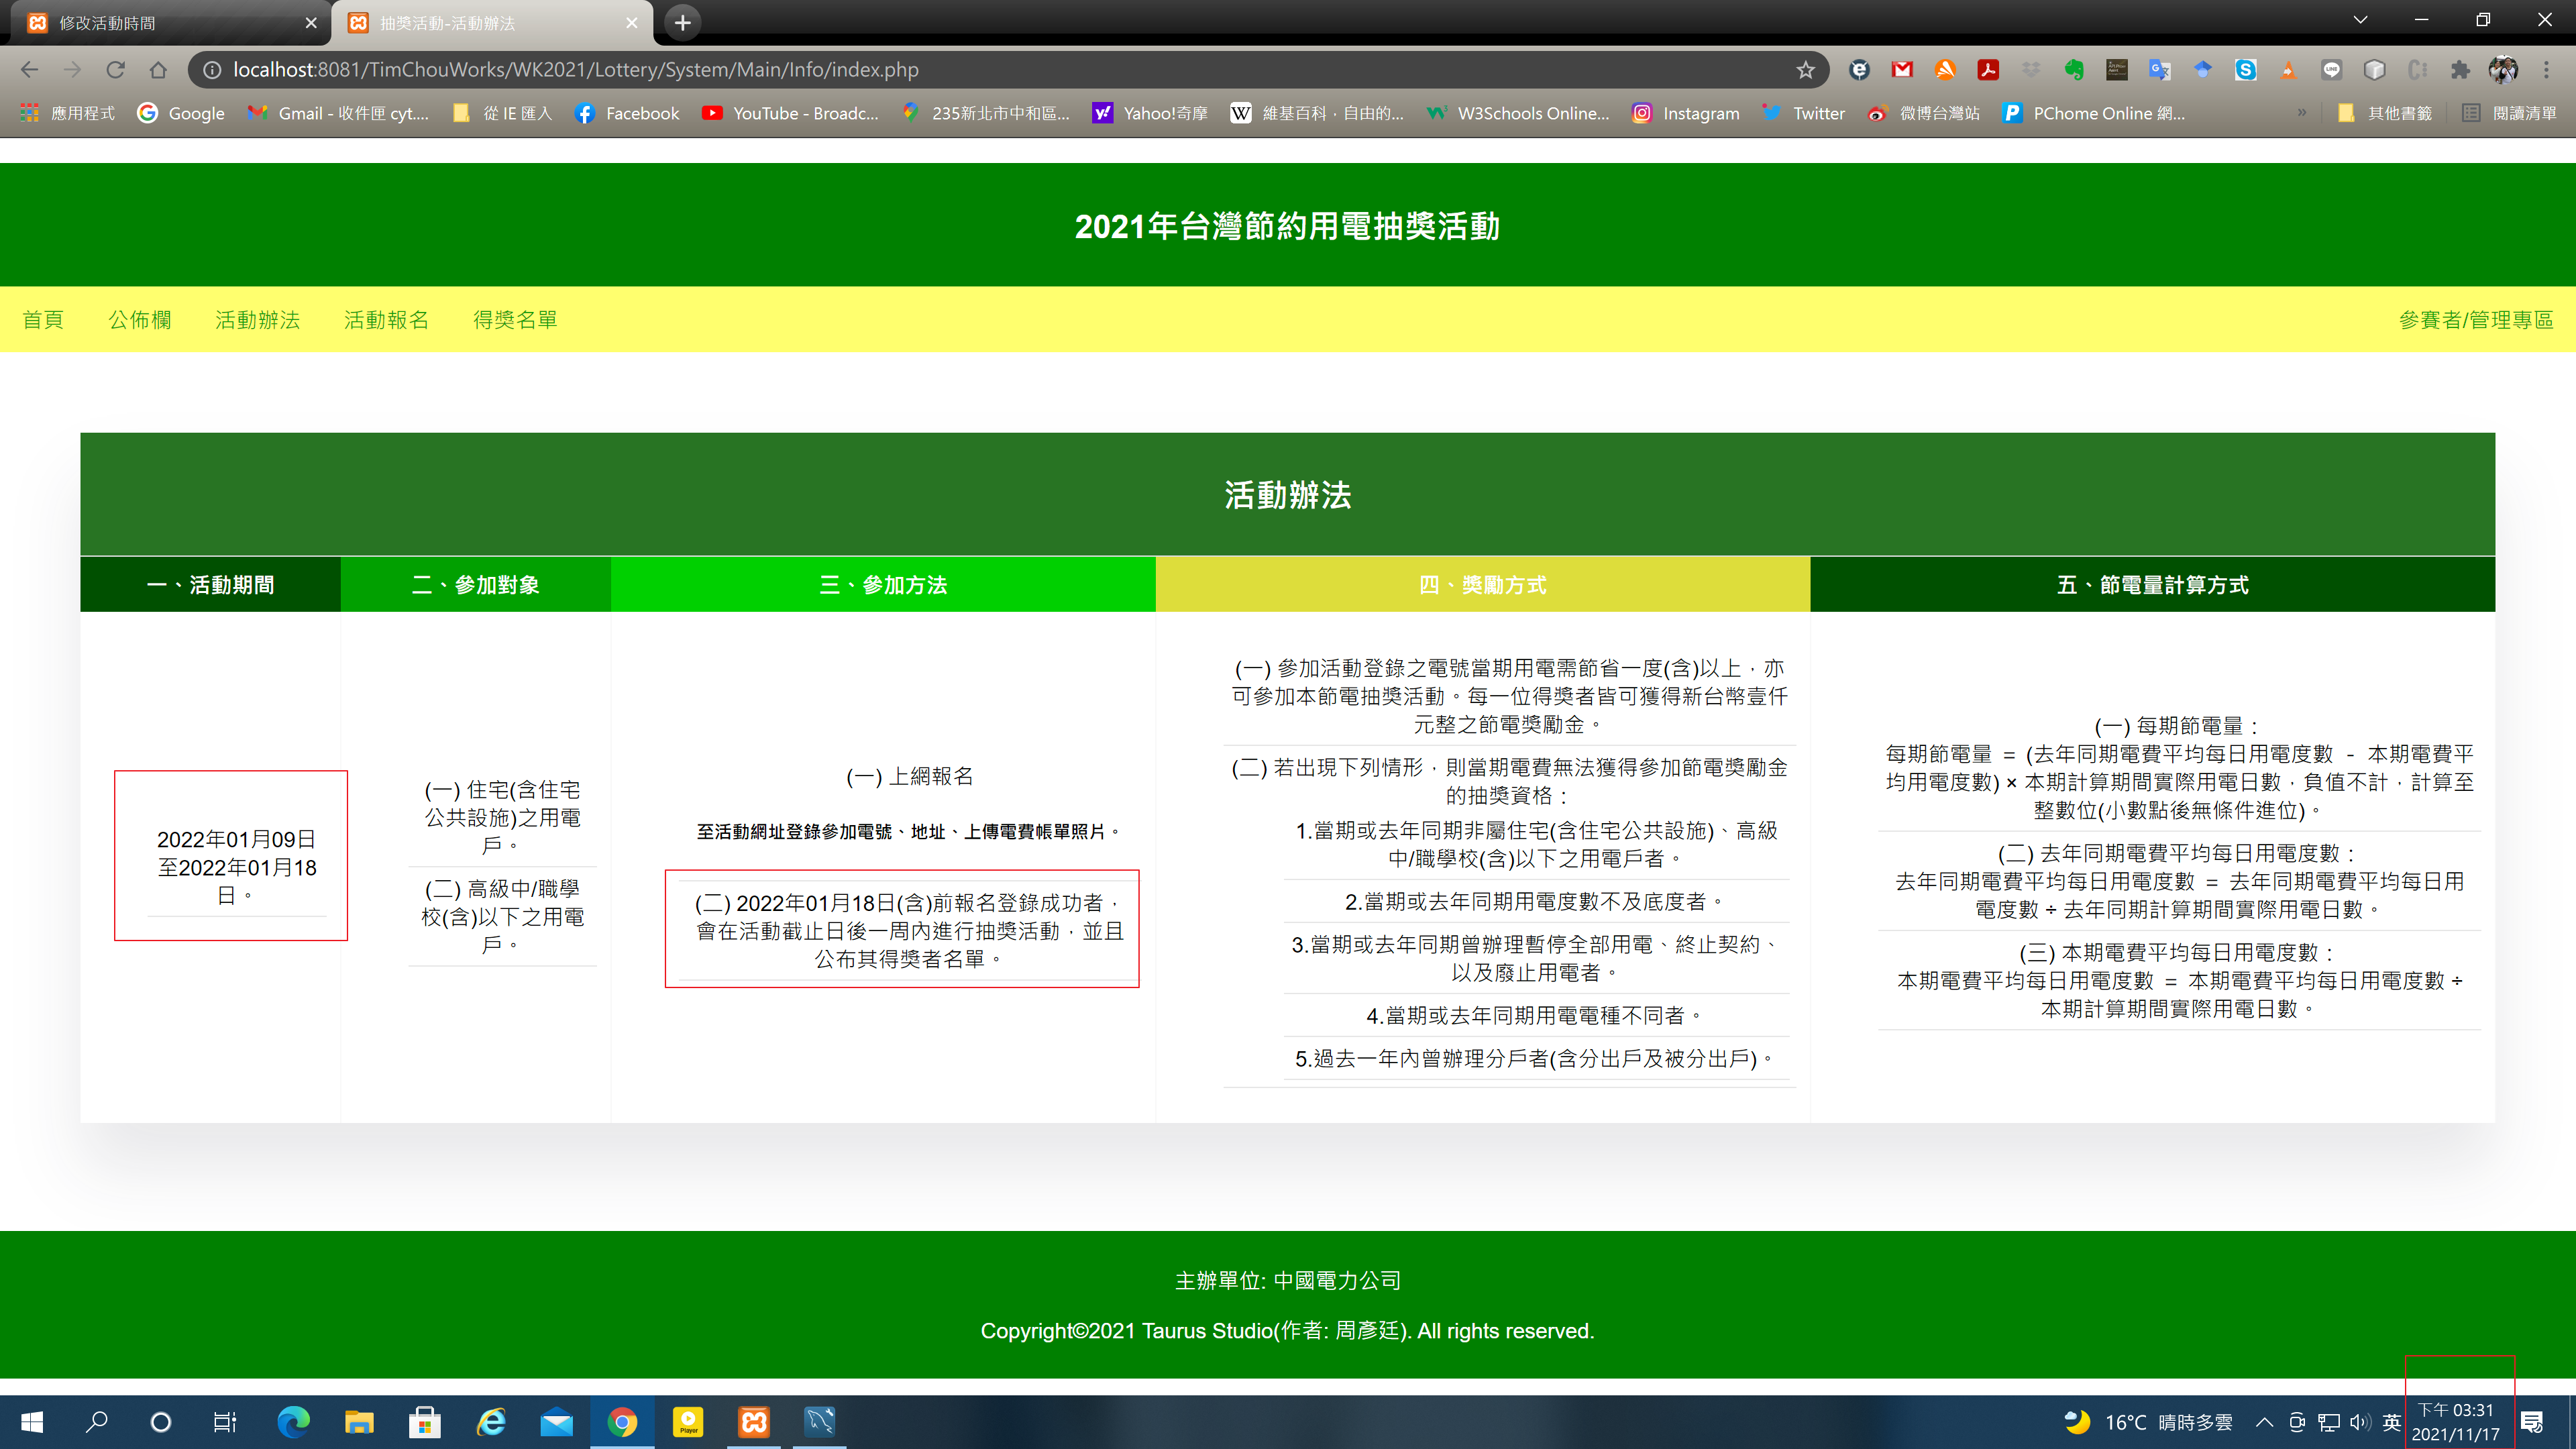 修改活動時間
抽獎活動-活動辦法
localhost:8081/TimChouWorks/WK2021/Lottery/System/Main/Info/index.php
應用程式 Google Gmail - 收件匣 cyt.... 從 IE 匯入 Facebook YouTube - Broadc... 235新北市中和區... Yahoo!奇摩 維基百科，自由的... W3Schools Online... Instagram Twitter 微博台灣站 PChome Online 網... » 其他書籤 閱讀清單
2021年台灣節約用電抽獎活動
首頁 公佈欄 活動辦法 活動報名 得獎名單 參賽者/管理專區
活動辦法
一、活動期間
2022年01月09日
至2022年01月18
日。
二、參加對象
(一) 住宅(含住宅
公共設施)之用電
戶。
(二) 高級中/職學
校(含)以下之用電
戶。
三、參加方法
(一) 上網報名
至活動網址登錄參加電號、地址、上傳電費帳單照片。
(二) 2022年01月18日(含)前報名登錄成功者，
會在活動截止日後一周內進行抽獎活動，並且
公布其得獎者名單。
四、獎勵方式
(一) 參加活動登錄之電號當期用電需節省一度(含)以上，亦
可參加本節電抽獎活動。每一位得獎者皆可獲得新台幣壹仟
元整之節電獎勵金。
(二) 若出現下列情形，則當期電費無法獲得參加節電獎勵金
的抽獎資格：
1.當期或去年同期非屬住宅(含住宅公共設施)、高級
中/職學校(含)以下之用電戶者。
2.當期或去年同期用電度數不及底度者。
3.當期或去年同期曾辦理暫停全部用電、終止契約、
以及廢止用電者。
4.當期或去年同期用電電種不同者。
5.過去一年內曾辦理分戶者(含分出戶及被分出戶)。
五、節電量計算方式
(一) 每期節電量：
每期節電量 = (去年同期電費平均每日用電度數 - 本期電費平
均用電度數) × 本期計算期間實際用電日數，負值不計，計算至
整數位(小數點後無條件進位)。
(二) 去年同期電費平均每日用電度數：
去年同期電費平均每日用電度數 = 去年同期電費平均每日用
電度數 ÷ 去年同期計算期間實際用電日數。
(三) 本期電費平均每日用電度數：
本期電費平均每日用電度數 = 本期電費平均每日用電度數 ÷
本期計算期間實際用電日數。
主辦單位: 中國電力公司
Copyright©2021 Taurus Studio(作者: 周彥廷). All rights reserved.
Player
16°C 晴時多雲 英
下午 03:31
2021/11/17